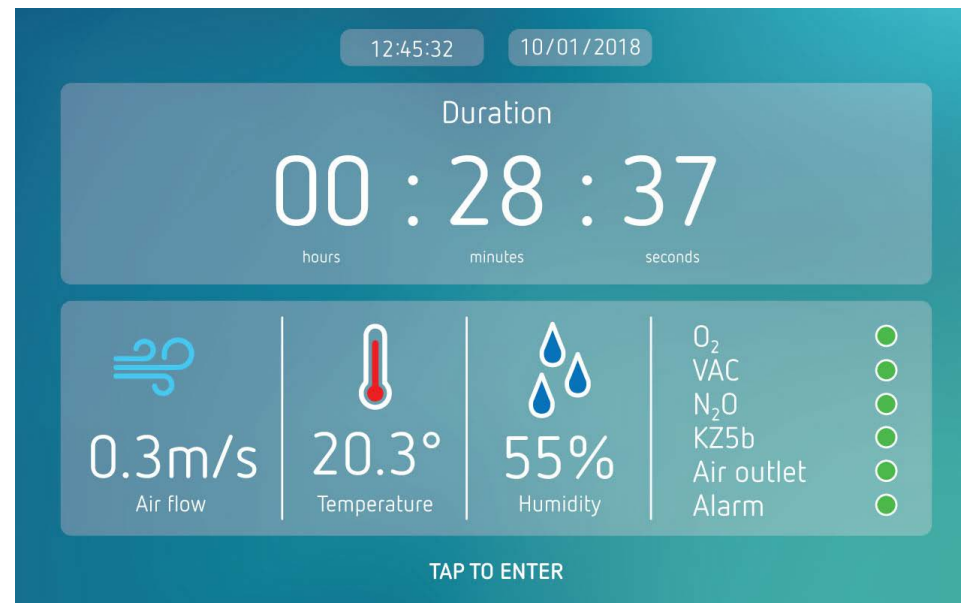 12:45:32 10/01/2018
Duration
00 : 28 : 37
hours minutes seconds
O₂
VAC
N₂O
KZ5b
Air outlet
Alarm
0.3m/s 20.3° 55%
Air flow Temperature Humidity
TAP TO ENTER